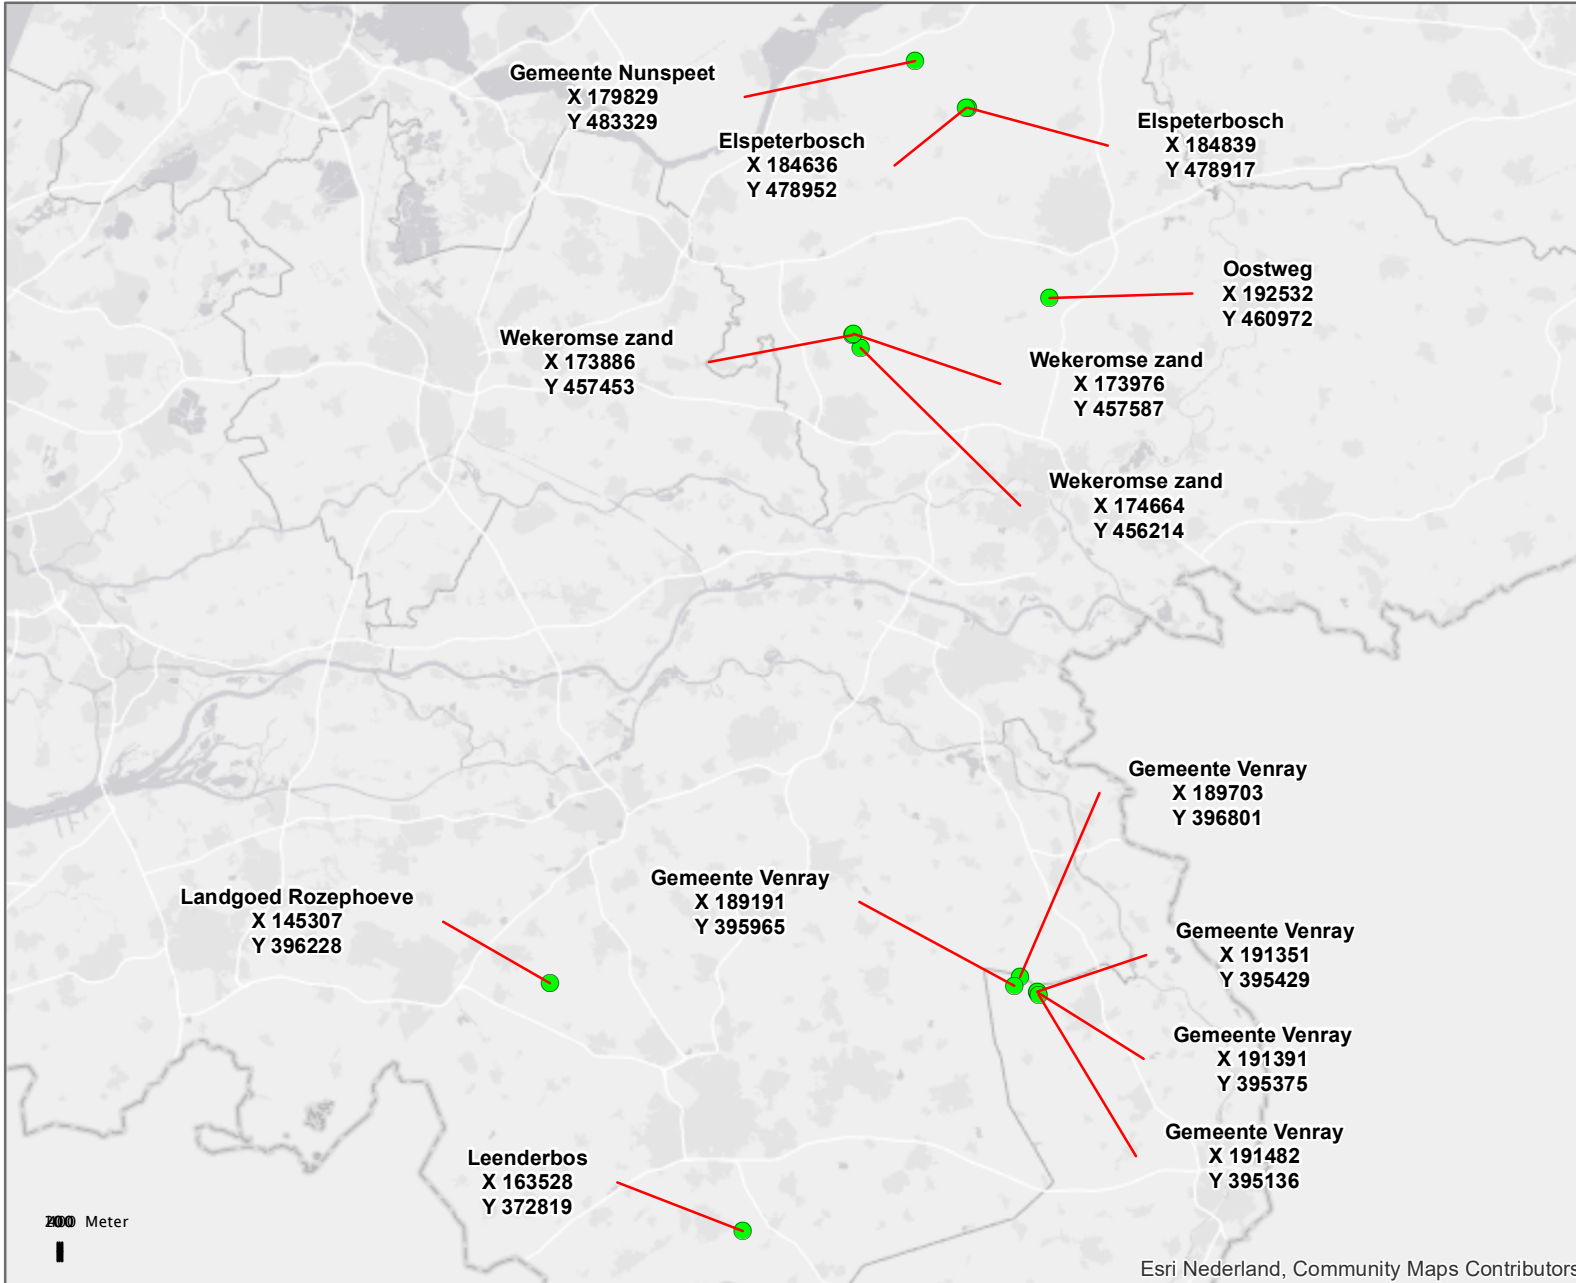 Gemeente Nunspeet
X 179829
Y 483329
Elspeterbosch
X 184636
Y 478952
Elspeterbosch
X 184839
Y 478917
Oostweg
X 192532
Y 460972
Wekeromse zand
X 173886
Y 457453
Wekeromse zand
X 173976
Y 457587
Wekeromse zand
X 174664
Y 456214
Gemeente Venray
X 189703
Y 396801
Gemeente Venray
X 189191
Y 395965
Landgoed Rozephoeve
X 145307
Y 396228
Gemeente Venray
X 191351
Y 395429
Gemeente Venray
X 191391
Y 395375
Gemeente Venray
X 191482
Y 395136
Leenderbos
X 163528
Y 372819
Meter
Esri Nederland, Community Maps Contributors